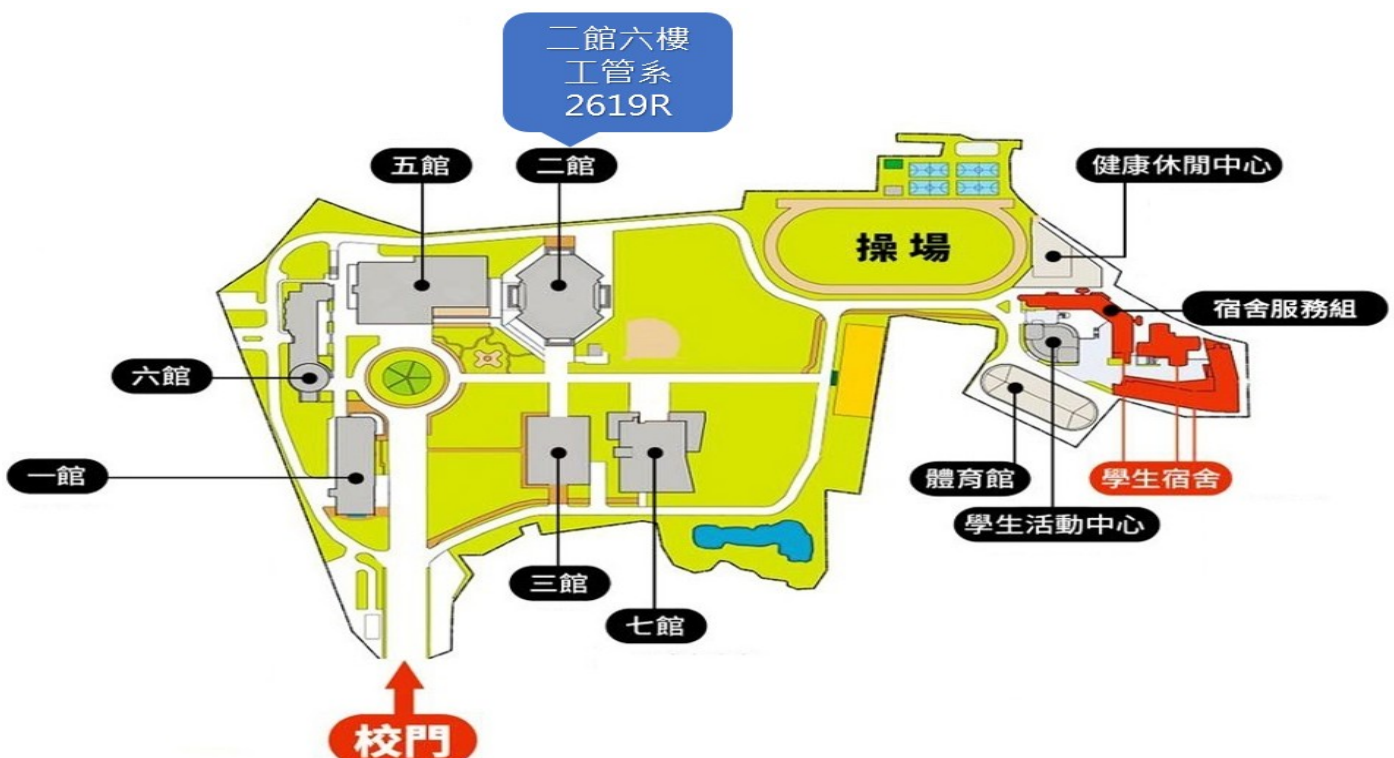 二館六樓
工管系
2619R
五館
二館
健康休閒中心
操場
宿舍服務組
六館
一館
七館
體育館
學生宿舍
學生活動中心
三館
七館
校門